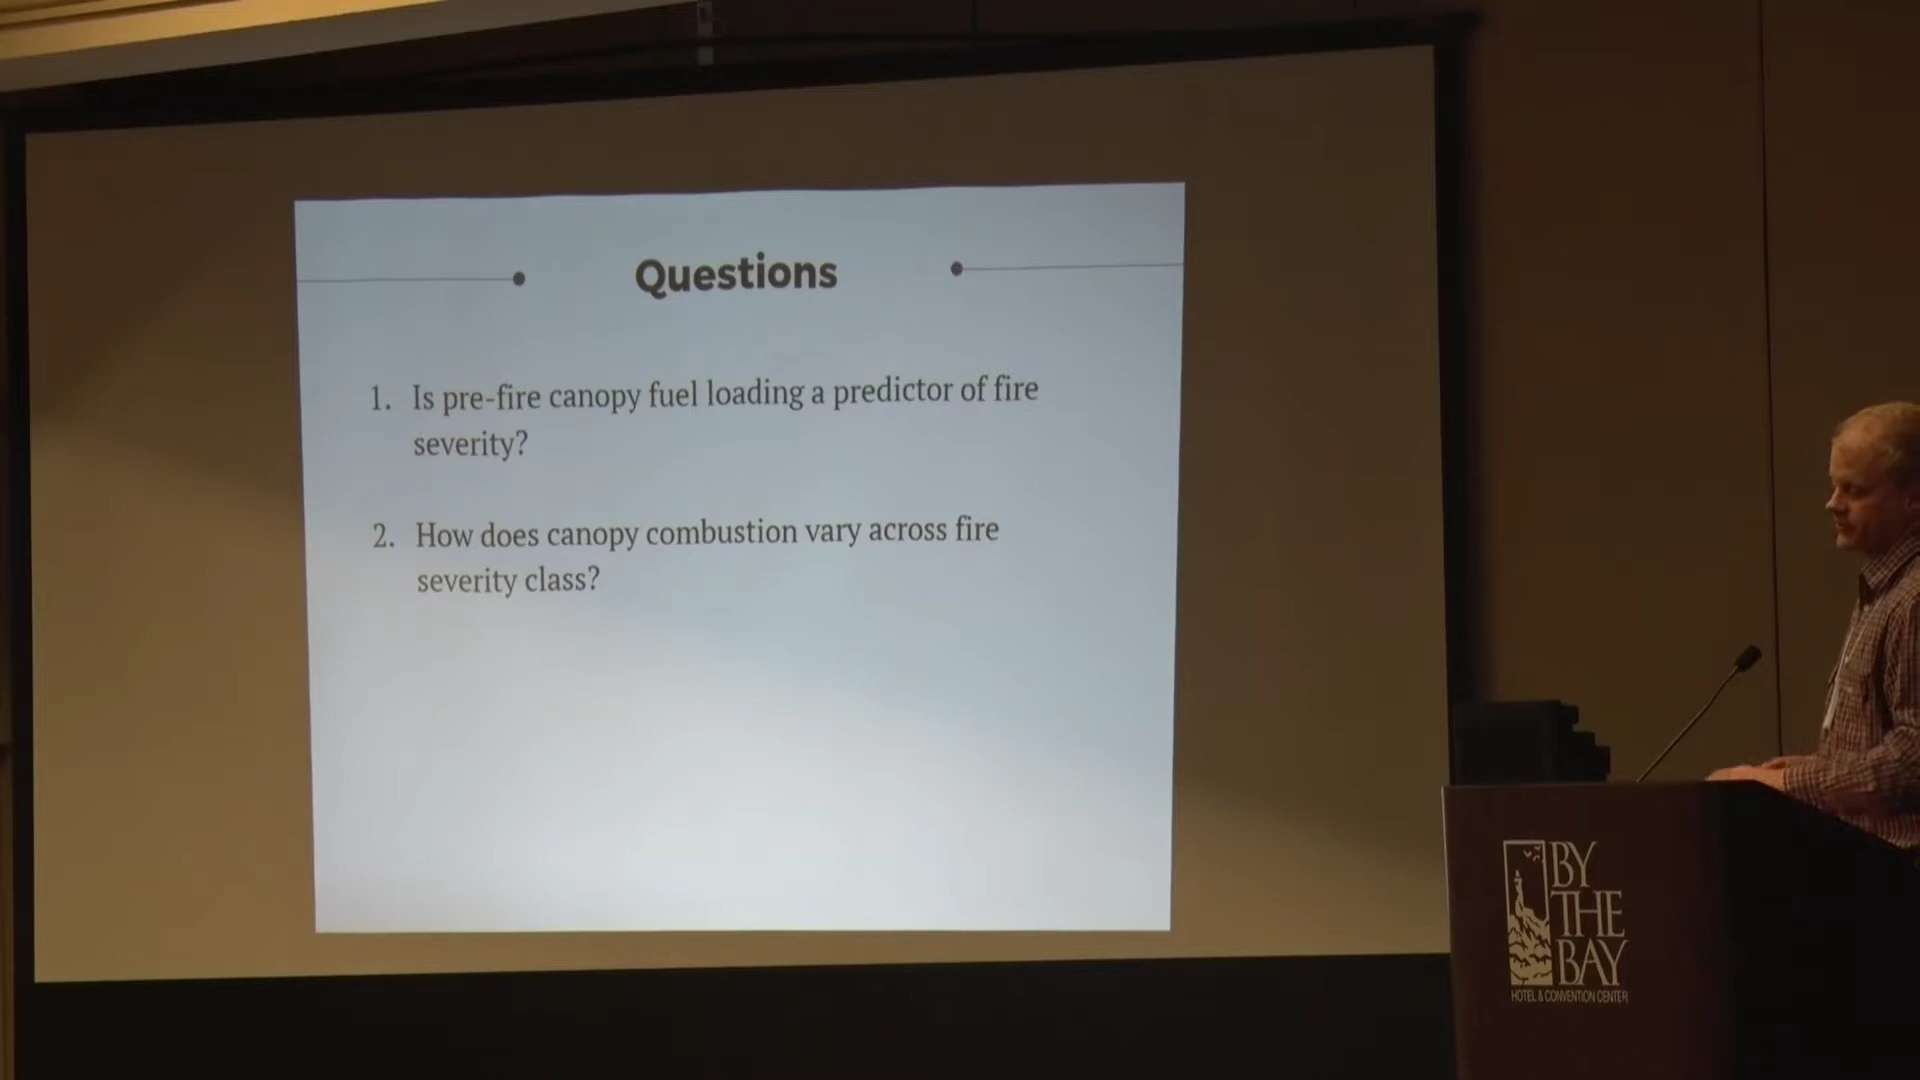 Questions
1. Is pre-fire canopy fuel loading a predictor of fire
severity?
2. How does canopy combustion vary across fire
severity class?
BY
THE
BAY
HOTEL & CONVENTION CENTER